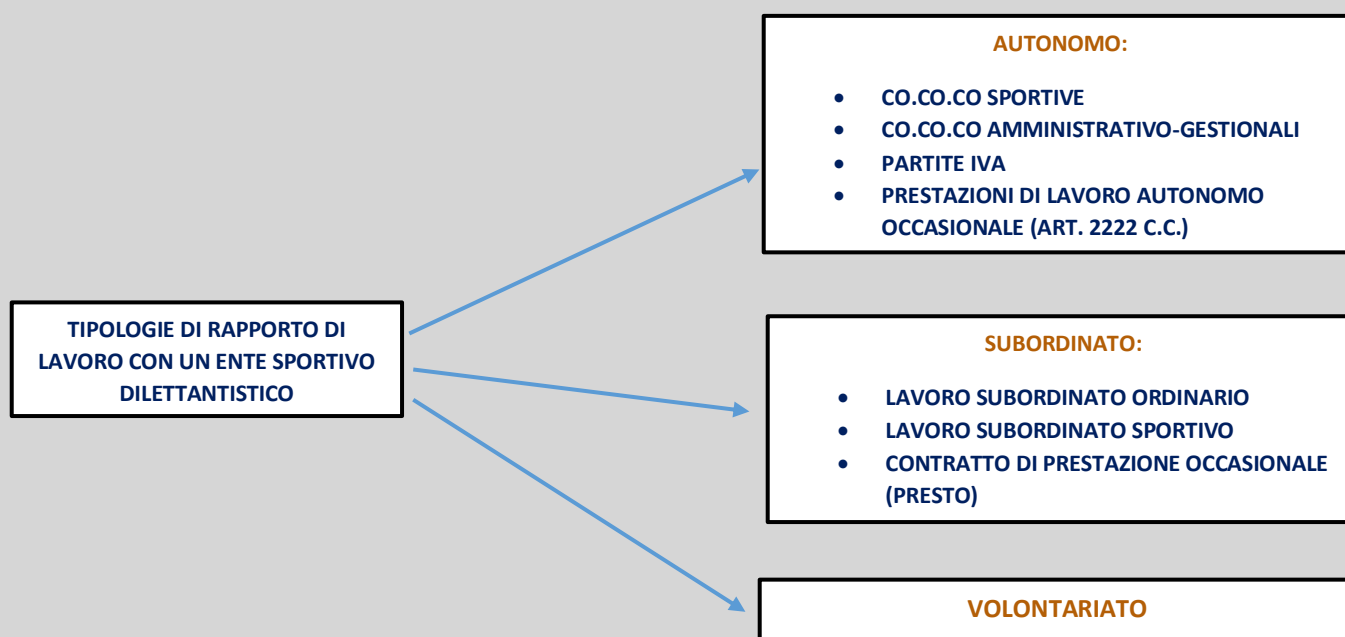 TIPOLOGIE DI RAPPORTO DI
LAVORO CON UN ENTE SPORTIVO
DILETTANTISTICO
AUTONOMO:
• CO.CO.CO SPORTIVE
• CO.CO.CO AMMINISTRATIVO-GESTIONALI
• PARTITE IVA
• PRESTAZIONI DI LAVORO AUTONOMO
OCCASIONALE (ART. 2222 C.C.)
SUBORDINATO:
• LAVORO SUBORDINATO ORDINARIO
• LAVORO SUBORDINATO SPORTIVO
• CONTRATTO DI PRESTAZIONE OCCASIONALE
(PRESTO)
VOLONTARIATO